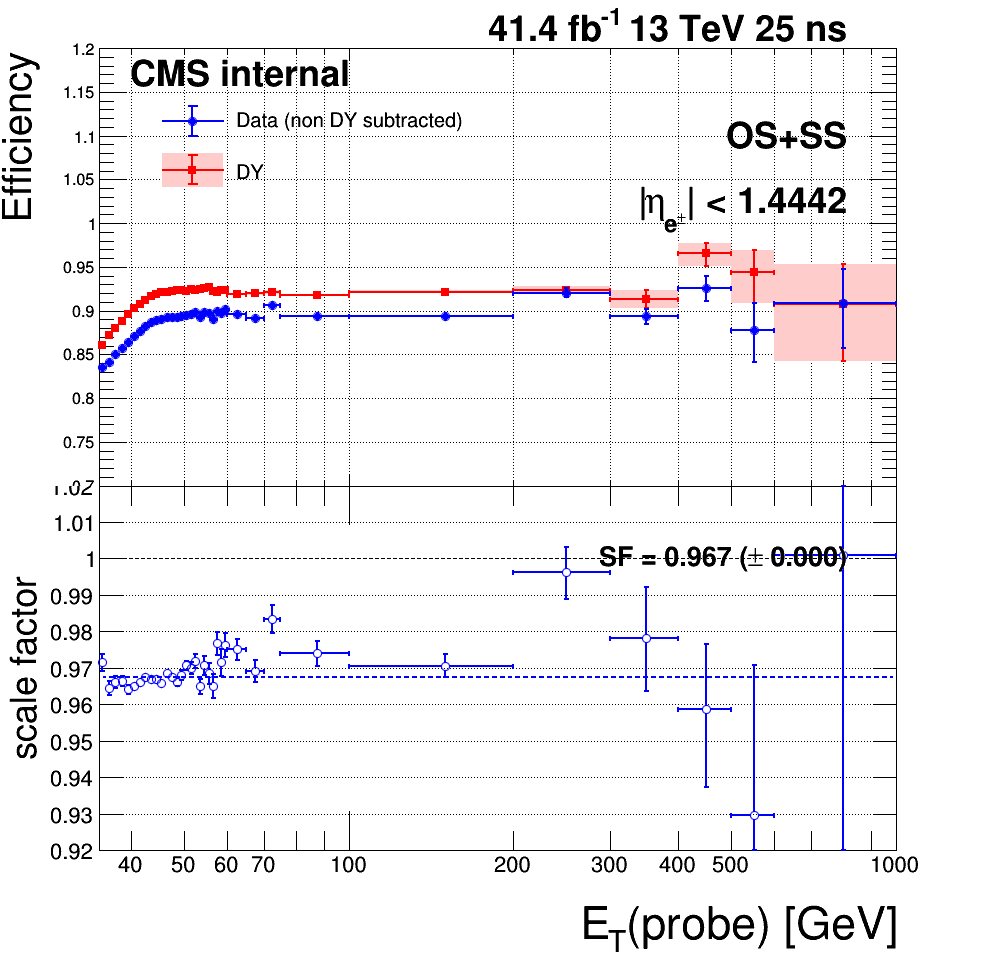 41.4 fb-1 13 TeV 25 ns
Efficiency
1.2
1.15
1.1
1.05
1
0.95
0.9
0.85
0.8
0.75
CMS internal
Data (non DY subtracted)
DY
OS+SS
|ηe±| < 1.4442
scale factor
1.02
1.01
1
0.99
0.98
0.97
0.96
0.95
0.94
0.93
0.92
SF = 0.967 (± 0.000)
40 50 60 70 100 200 300 400 500 1000
ET(probe) [GeV]